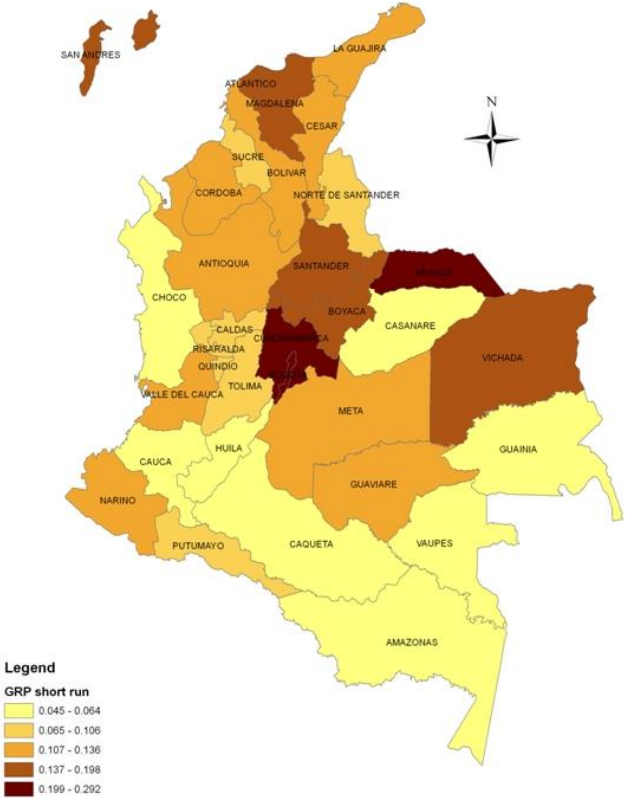 SAN ANDRES
LA GUAJIRA
ATLANTICO
MAGDALENA
N
CESAR
SUCRE
BOLIVAR
CORDOBA
NORTE DE SANTANDER
ANTIOQUIA
SANTANDER
ARAUCA
CHOCO
BOYACA
CALDAS
CASANARE
CUNDINAMARCA
RISARALDA
VICHADA
QUINDIO
TOLIMA
VALLE DEL CAUCA
META
HUILA
GUAINIA
CAUCA
GUAVIARE
NARINO
PUTUMAYO
CAQUETA
VAUPES
AMAZONAS
Legend
GRP short run
0.045 - 0.064
0.065 - 0.106
0.107 - 0.136
0.137 - 0.198
0.199 - 0.292